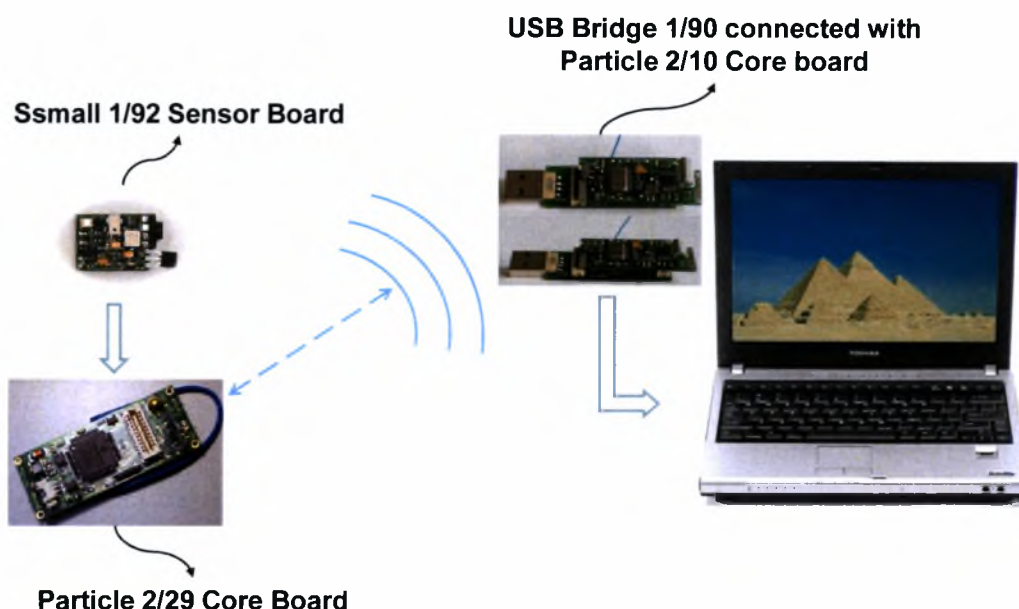 USB Bridge 1/90 connected with
Particle 2/10 Core board
Ssmall 1/92 Sensor Board
TOSHIBA
Particle 2/29 Core Board